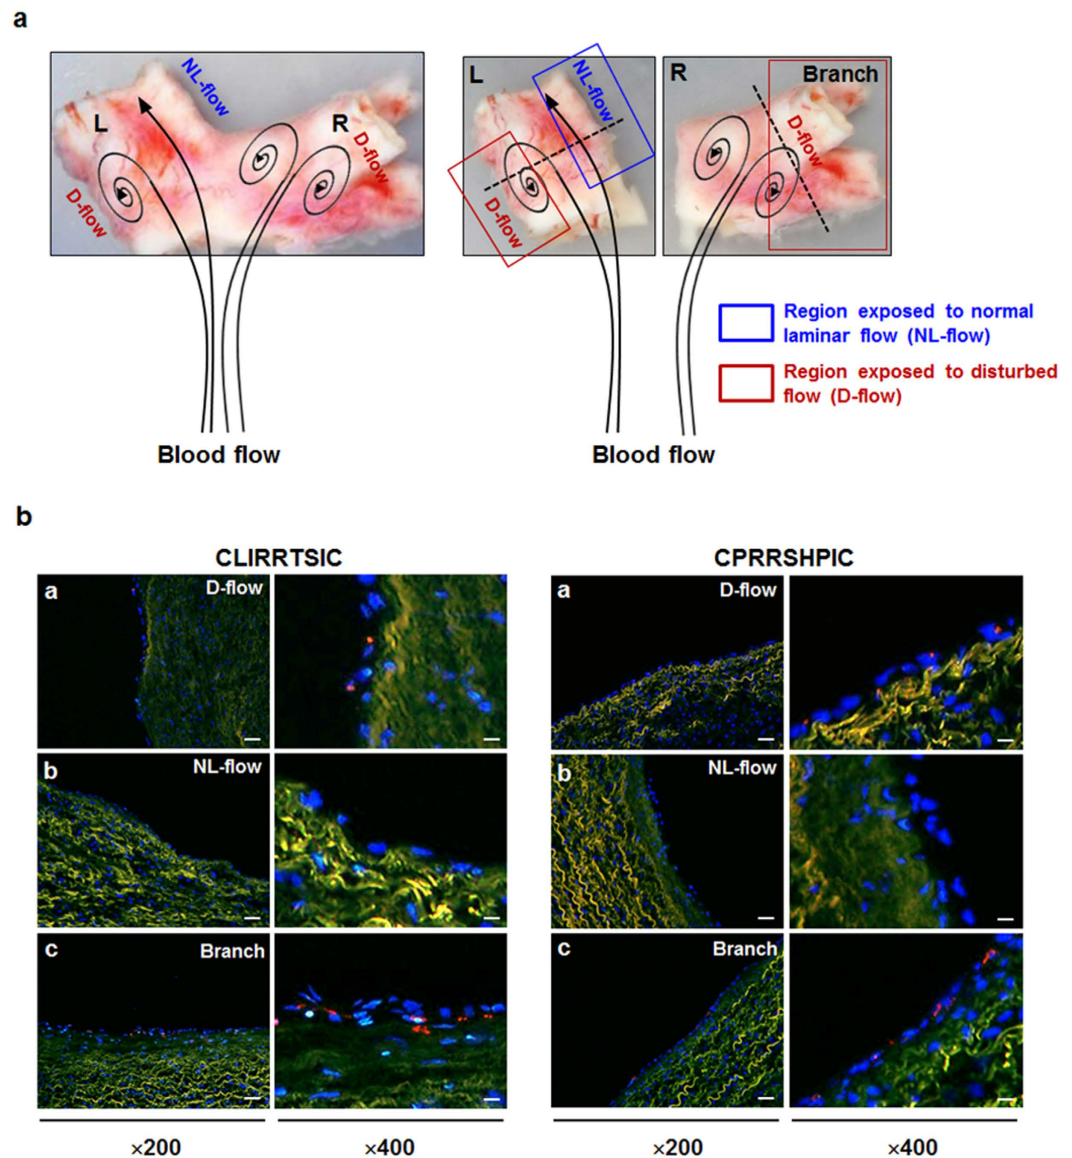 a
L
NL-flow
R
D-flow
D-flow
L
NL-flow
D-flow
R
Branch
D-flow
Region exposed to normal
laminar flow (NL-flow)
Region exposed to disturbed
flow (D-flow)
Blood flow
Blood flow
b
CLIRRTSIC
CPRRSHPIC
a
D-flow
a
D-flow
b
NL-flow
b
NL-flow
c
Branch
c
Branch
×200
×400
×200
×400